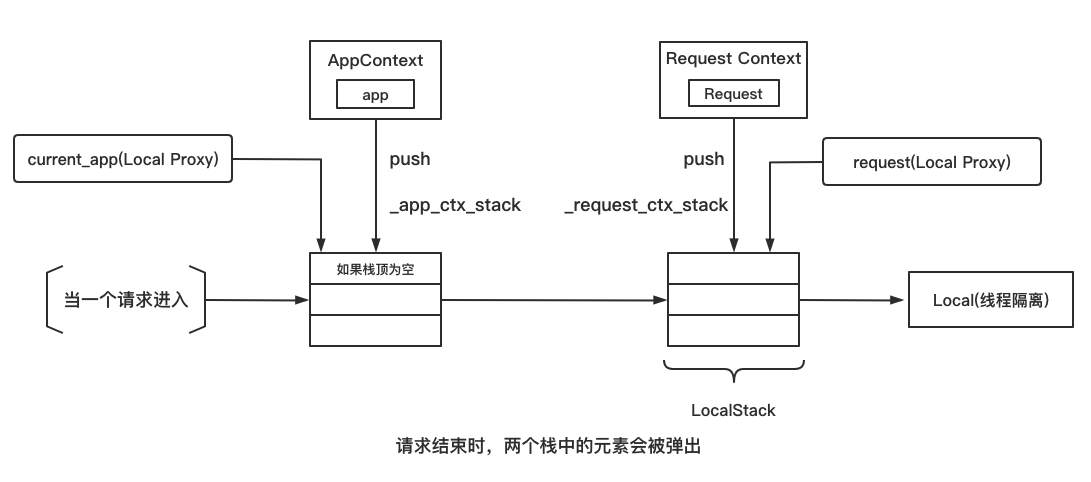 AppContext
app
Request Context
Request
current_app(Local Proxy)
push
push
request(Local Proxy)
_app_ctx_stack
_request_ctx_stack
如果栈顶为空
当一个请求进入
Local(线程隔离)
LocalStack
请求结束时，两个栈中的元素会被弹出